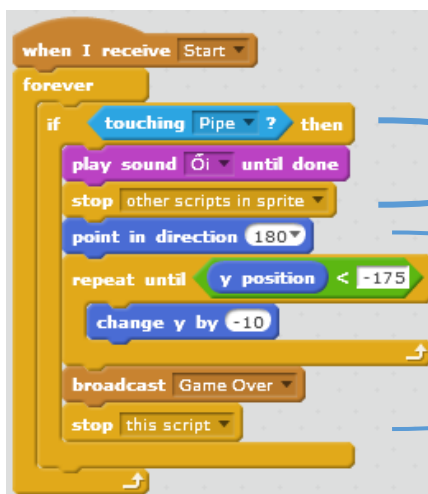 when I receive Start
forever
if touching Pipe ? then
play sound Ối until done
stop other scripts in sprite
point in direction 180
repeat until y position < -175
change y by -10
broadcast Game Over
stop this script